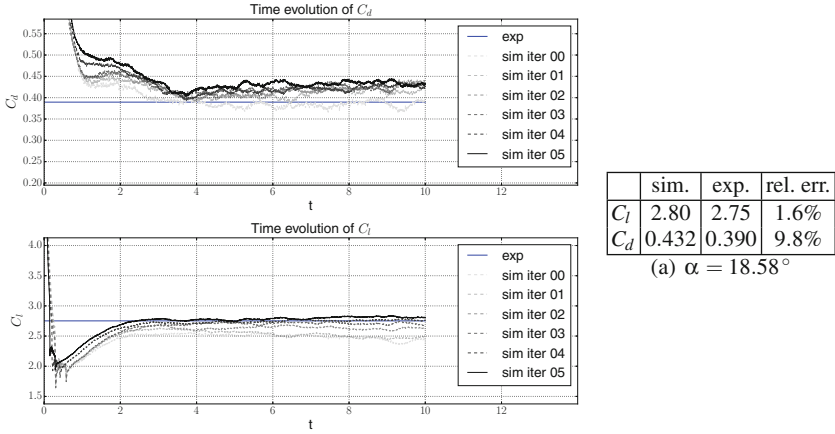 Time evolution of C_d
0.55
0.50
0.45
0.40
0.35
0.30
0.25
0.20
C_d
0 2 4 6 8 10 12
t
exp
sim iter 00
sim iter 01
sim iter 02
sim iter 03
sim iter 04
sim iter 05
Time evolution of C_l
4.0
3.5
3.0
2.5
2.0
1.5
C_l
0 2 4 6 8 10 12
t
exp
sim iter 00
sim iter 01
sim iter 02
sim iter 03
sim iter 04
sim iter 05
sim. exp. rel. err.
C_l 2.80 2.75 1.6%
C_d 0.432 0.390 9.8%
(a) α = 18.58°